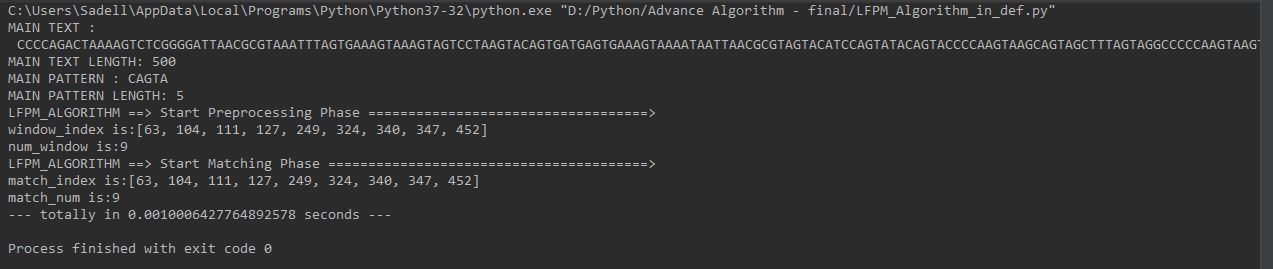 C:\Users\Sadell\AppData\Local\Programs\Python\Python37-32\python.exe "D:/Python/Advance Algorithm - final/LFPM_Algorithm_in_def.py"
MAIN TEXT :
CCCCAGACTAAAAGTCTCGGGGATTAACGCGTAAATTTAGTGAAAGTAAAGTAGTCCTAAGTACAGTGATGAGTGAAAGTAAAATAATTAACGCGTAGTACATCCAGTATACAGTACCCCAAGTAAGCAGTAGCTTTAGTAGGCCCCCAAGTAAGT
MAIN TEXT LENGTH: 500
MAIN PATTERN : CAGTA
MAIN PATTERN LENGTH: 5
LFPM_ALGORITHM ==> Start Preprocessing Phase ===================================>
window_index is:[63, 104, 111, 127, 249, 324, 340, 347, 452]
num_window is:9
LFPM_ALGORITHM ==> Start Matching Phase ========================================>
match_index is:[63, 104, 111, 127, 249, 324, 340, 347, 452]
match_num is:9
--- totally in 0.0010006427764892578 seconds ---
Process finished with exit code 0